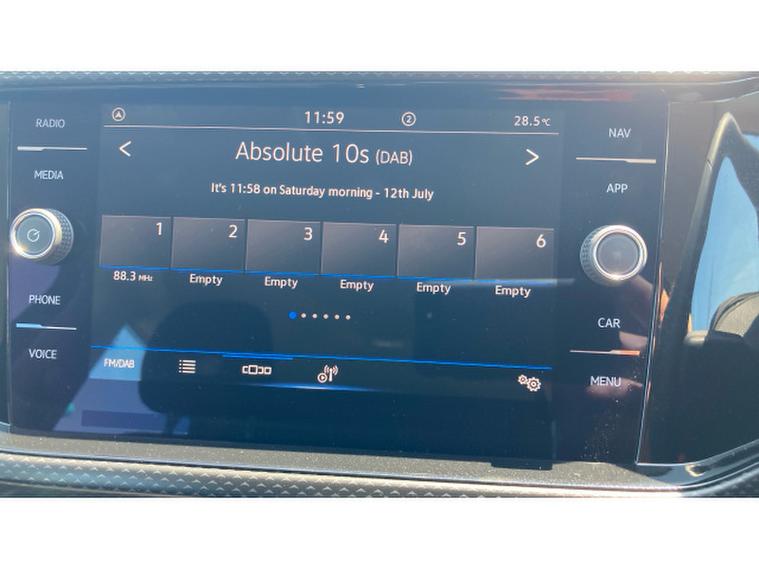 RADIO
11:59
2
28.5°C
NAV
MEDIA
Absolute 10s (DAB)
APP
It's 11:58 on Saturday morning - 12th July
1 2 3 4 5 6
88.3 MHz Empty Empty Empty Empty Empty
PHONE
CAR
VOICE
FM/DAB
MENU